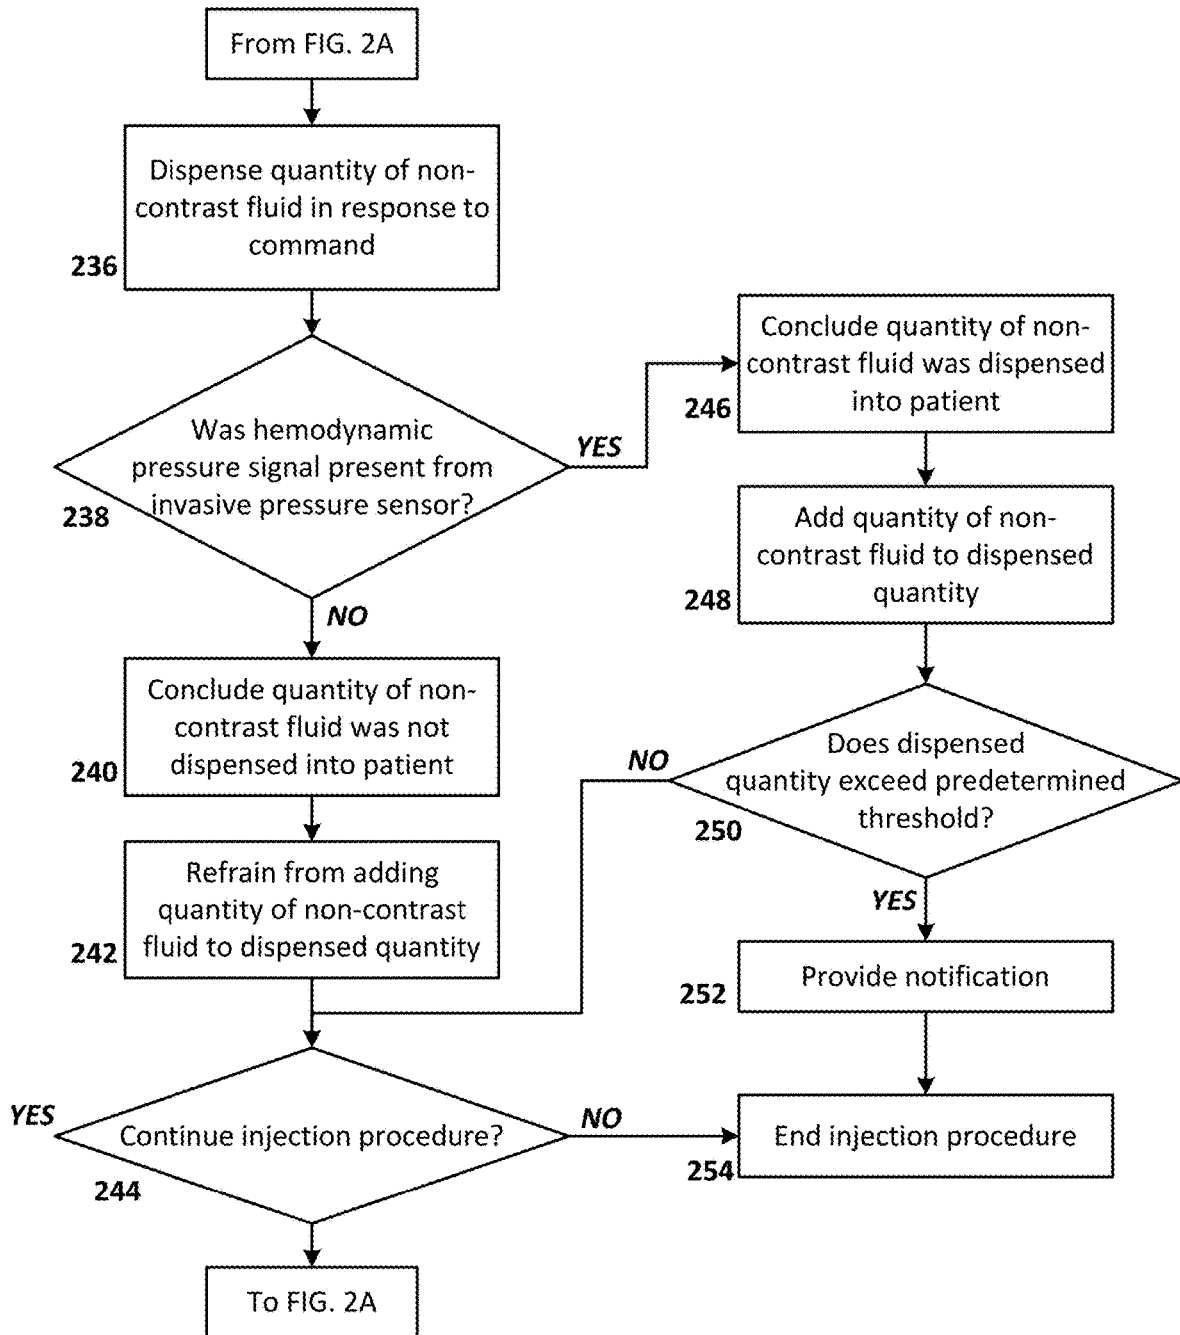 From FIG. 2A
Dispense quantity of non-
contrast fluid in response to
command
236
Was hemodynamic
pressure signal present from
invasive pressure sensor?
238
YES
NO
Conclude quantity of non-
contrast fluid was not
dispensed into patient
240
Refrain from adding
quantity of non-contrast
fluid to dispensed quantity
242
Conclude quantity of non-
contrast fluid was dispensed
into patient
246
Add quantity of non-
contrast fluid to dispensed
quantity
248
Does dispensed
quantity exceed predetermined
threshold?
250
NO
YES
Provide notification
252
Continue injection procedure?
244
YES
NO
End injection procedure
254
To FIG. 2A